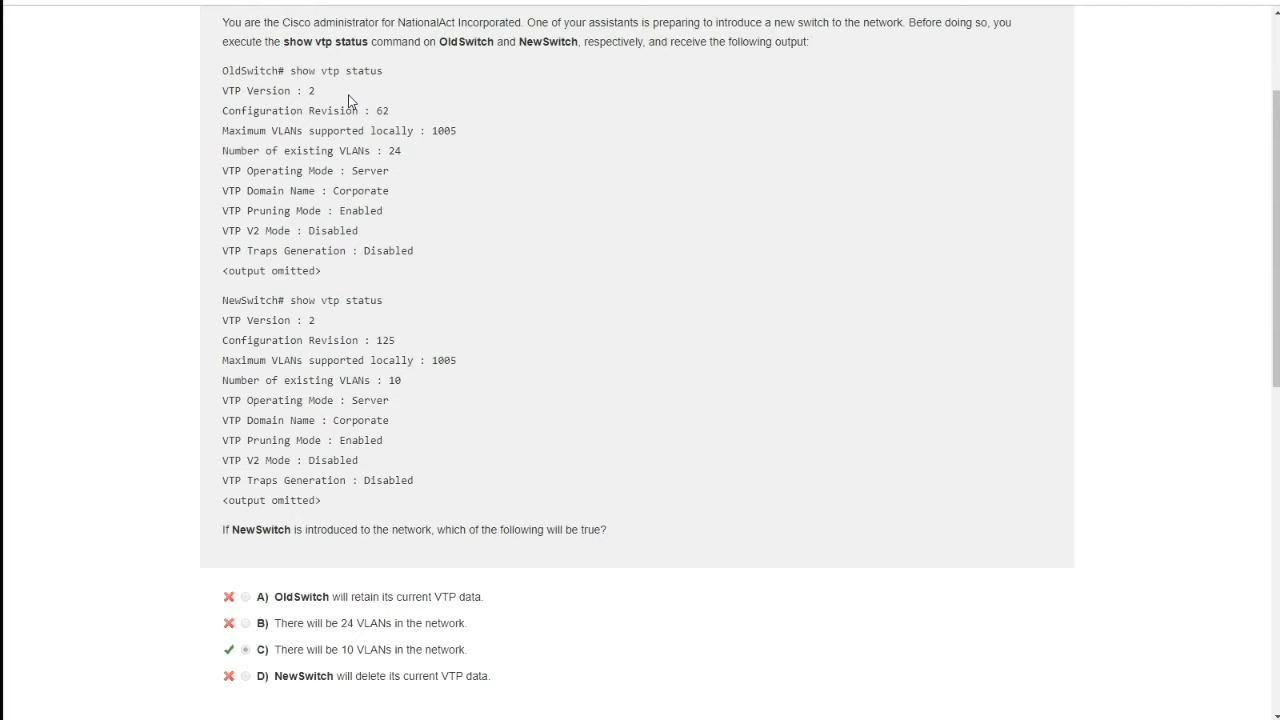 You are the Cisco administrator for NationalAct Incorporated. One of your assistants is preparing to introduce a new switch to the network. Before doing so, you
execute the show vtp status command on OldSwitch and NewSwitch, respectively, and receive the following output:
OldSwitch# show vtp status
VTP Version : 2
Configuration Revision : 62
Maximum VLANs supported locally : 1005
Number of existing VLANs : 24
VTP Operating Mode : Server
VTP Domain Name : Corporate
VTP Pruning Mode : Enabled
VTP V2 Mode : Disabled
VTP Traps Generation : Disabled
<output omitted>
NewSwitch# show vtp status
VTP Version : 2
Configuration Revision : 125
Maximum VLANs supported locally : 1005
Number of existing VLANs : 10
VTP Operating Mode : Server
VTP Domain Name : Corporate
VTP Pruning Mode : Enabled
VTP V2 Mode : Disabled
VTP Traps Generation : Disabled
<output omitted>
If NewSwitch is introduced to the network, which of the following will be true?
A) OldSwitch will retain its current VTP data.
B) There will be 24 VLANs in the network.
C) There will be 10 VLANs in the network.
D) NewSwitch will delete its current VTP data.